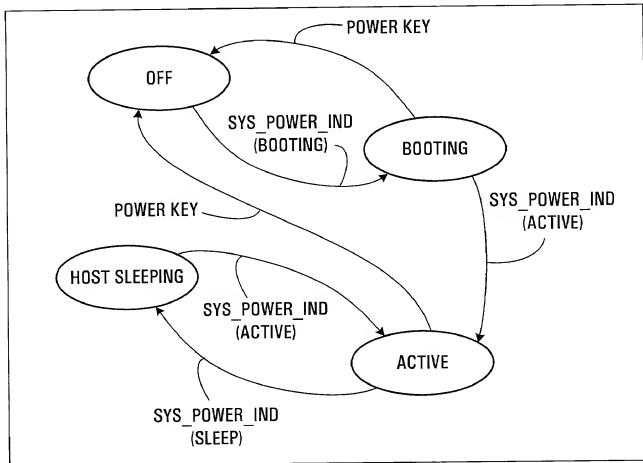 POWER KEY
OFF
SYS_POWER_IND
(BOOTING)
BOOTING
SYS_POWER_IND
(ACTIVE)
POWER KEY
HOST SLEEPING
SYS_POWER_IND
(ACTIVE)
ACTIVE
SYS_POWER_IND
(SLEEP)